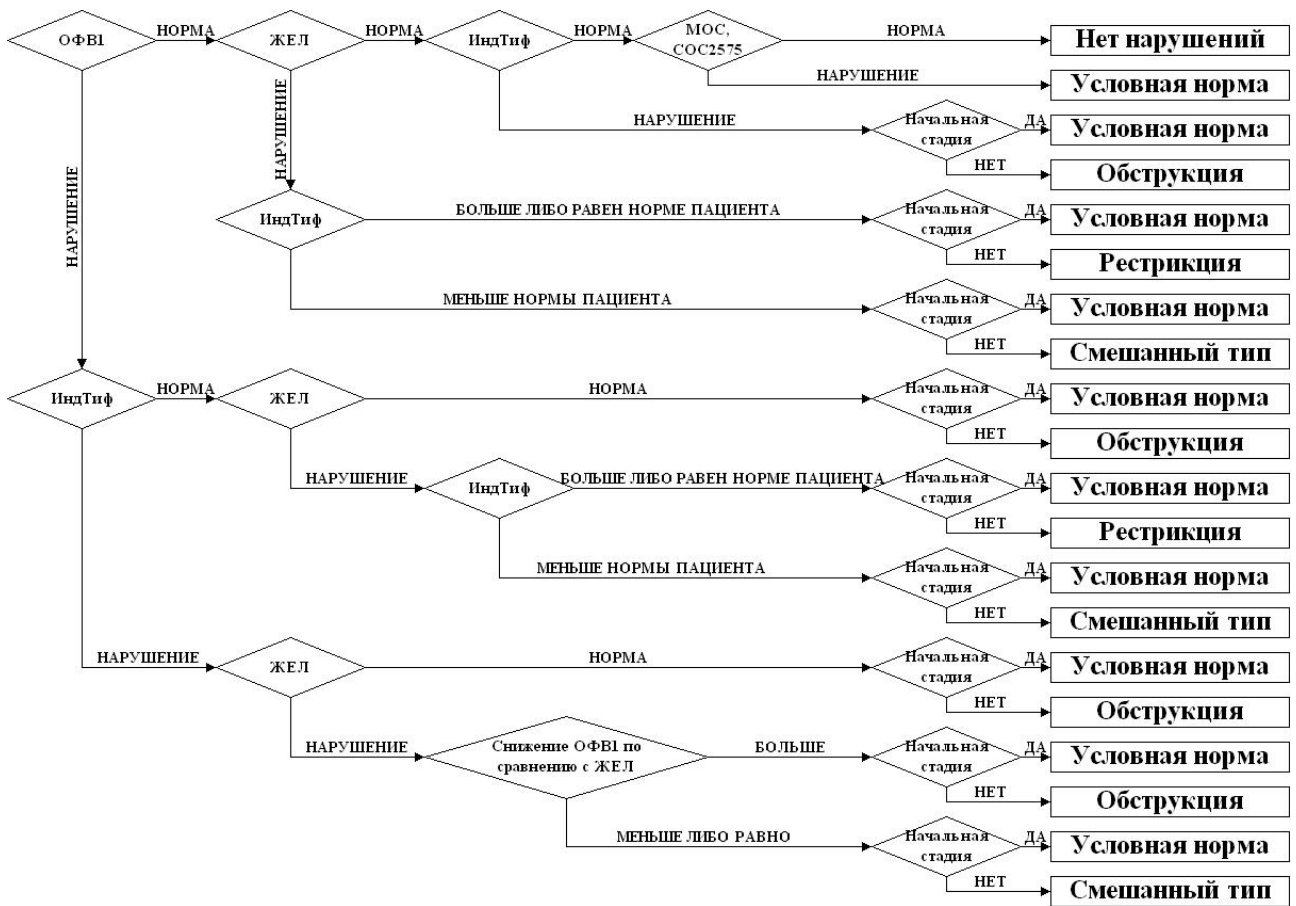 ОФВ1
НОРМА
ЖЕЛ
НОРМА
ИндТиф
НОРМА
МОС,
СОС2575
НОРМА
Нет нарушений
НАРУШЕНИЕ
Условная норма
НАРУШЕНИЕ
Начальная
стадия
ДА
Условная норма
НЕТ
Обструкция
НАРУШЕНИЕ
НАРУШЕНИЕ
ИндТиф
БОЛЬШЕ ЛИБО РАВЕН НОРМЕ ПАЦИЕНТА
Начальная
стадия
ДА
Условная норма
НЕТ
Рестрикция
МЕНЬШЕ НОРМЫ ПАЦИЕНТА
Начальная
стадия
ДА
Условная норма
НЕТ
Смешанный тип
ИндТиф
НОРМА
ЖЕЛ
НОРМА
Начальная
стадия
ДА
Условная норма
НЕТ
Обструкция
НАРУШЕНИЕ
ИндТиф
БОЛЬШЕ ЛИБО РАВЕН НОРМЕ ПАЦИЕНТА
Начальная
стадия
ДА
Условная норма
НЕТ
Рестрикция
МЕНЬШЕ НОРМЫ ПАЦИЕНТА
Начальная
стадия
ДА
Условная норма
НЕТ
Смешанный тип
НАРУШЕНИЕ
ЖЕЛ
НОРМА
Начальная
стадия
ДА
Условная норма
НЕТ
Обструкция
НАРУШЕНИЕ
Снижение ОФВ1 по
сравнению с ЖЕЛ
БОЛЬШЕ
Начальная
стадия
ДА
Условная норма
НЕТ
Обструкция
МЕНЬШЕ ЛИБО РАВНО
Начальная
стадия
ДА
Условная норма
НЕТ
Смешанный тип